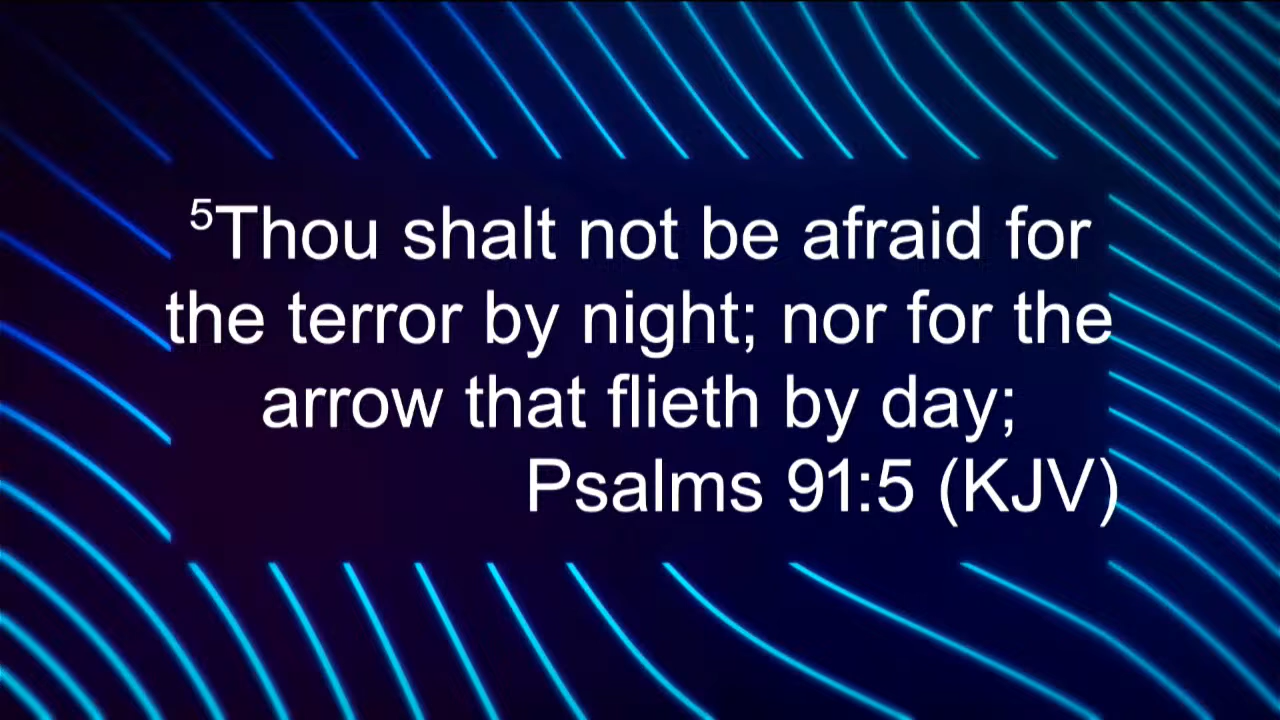 ⁵Thou shalt not be afraid for
the terror by night; nor for the
arrow that flieth by day;
Psalms 91:5 (KJV)